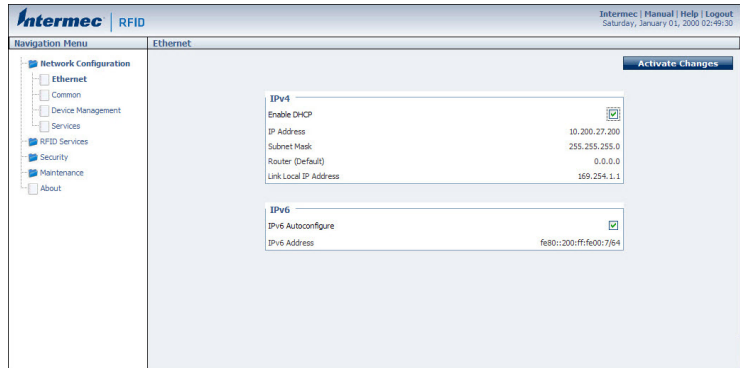 Intermec | RFID
Intermec | Manual | Help | Logout
Saturday, January 01, 2000 02:49:30
Navigation Menu
Ethernet
Network Configuration
Ethernet
Common
Device Management
Services
RFID Services
Security
Maintenance
About
Activate Changes
IPv4
Enable DHCP
IP Address 10.200.27.200
Subnet Mask 255.255.255.0
Router (Default) 0.0.0.0
Link Local IP Address 169.254.1.1
IPv6
IPv6 Autoconfigure
IPv6 Address fe80::200:ff:fe00:7/64